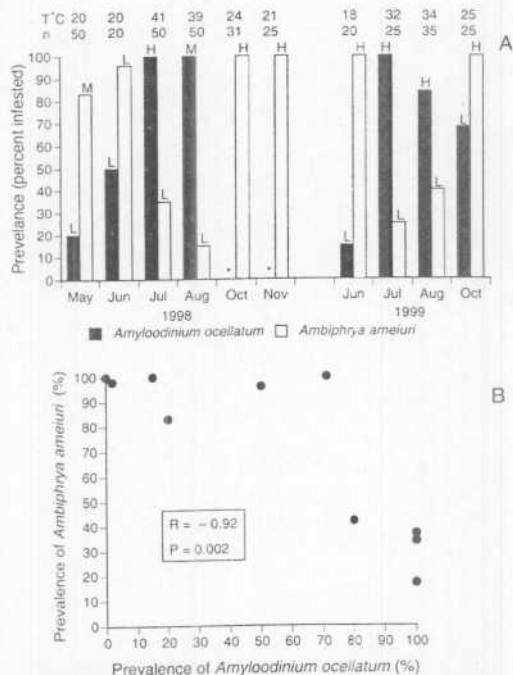 T°C 20 20 41 39 24 21 18 32 34 25
n 50 20 50 50 31 25 20 25 35 25
A
H M H H H H H
M L H
L L L L L L L L
Prevelance (percent infested)
100
90
80
70
60
50
40
30
20
10
0
May Jun Jul Aug Oct Nov Jun Jul Aug Oct
1998 1999
Amyloodinium ocellatum Ambiphrya ameiuri
B
Prevalence of Ambiphrya ameiuri (%)
100
90
80
70
60
50
40
30
20
10
0
R = – 0.92
P = 0.002
0 10 20 30 40 50 60 70 80 90 100
Prevalence of Amyloodinium ocellatum (%)